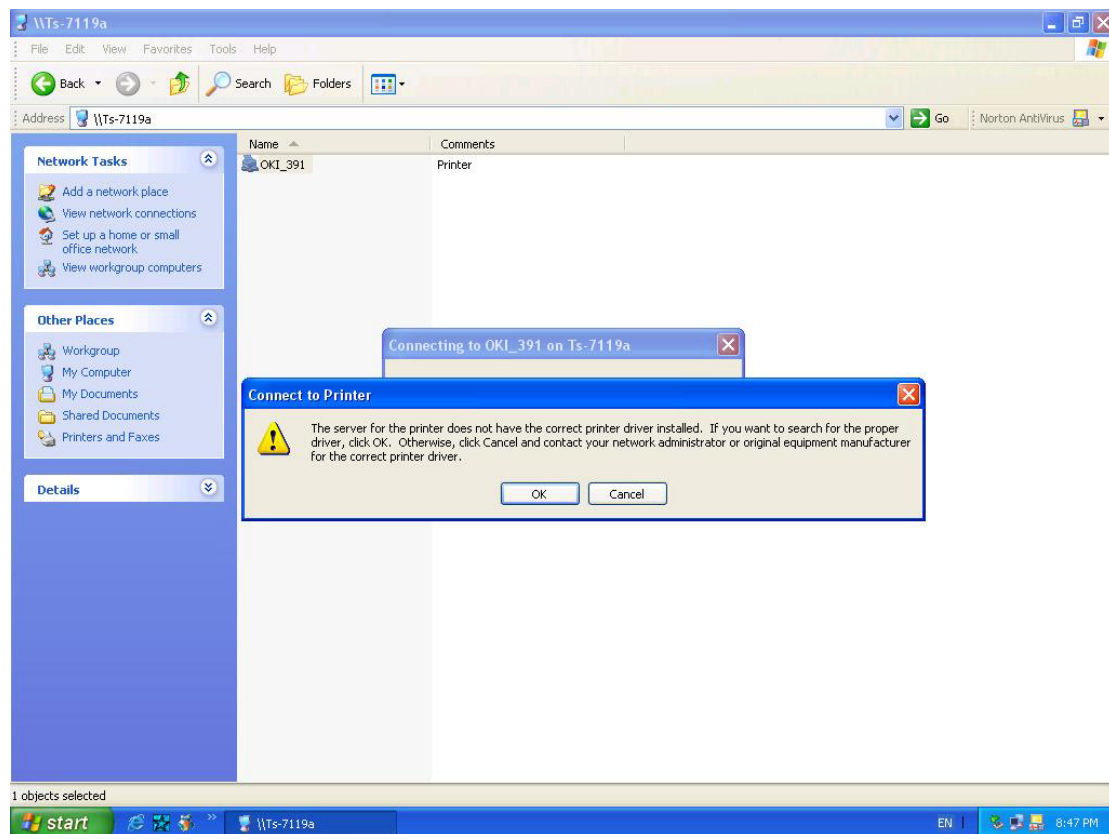 \\Ts-7119a
File Edit View Favorites Tools Help
Back Search Folders
Address \\Ts-7119a Go Norton AntiVirus
Name Comments
OKI_391 Printer
Network Tasks
Add a network place
View network connections
Set up a home or small
office network
View workgroup computers
Other Places
Workgroup
My Computer
My Documents
Shared Documents
Printers and Faxes
Details
Connecting to OKI_391 on Ts-7119a
Connect to Printer
The server for the printer does not have the correct printer driver installed. If you want to search for the proper
driver, click OK. Otherwise, click Cancel and contact your network administrator or original equipment manufacturer
for the correct printer driver.
OK Cancel
1 objects selected
start \\Ts-7119a EN 8:47 PM